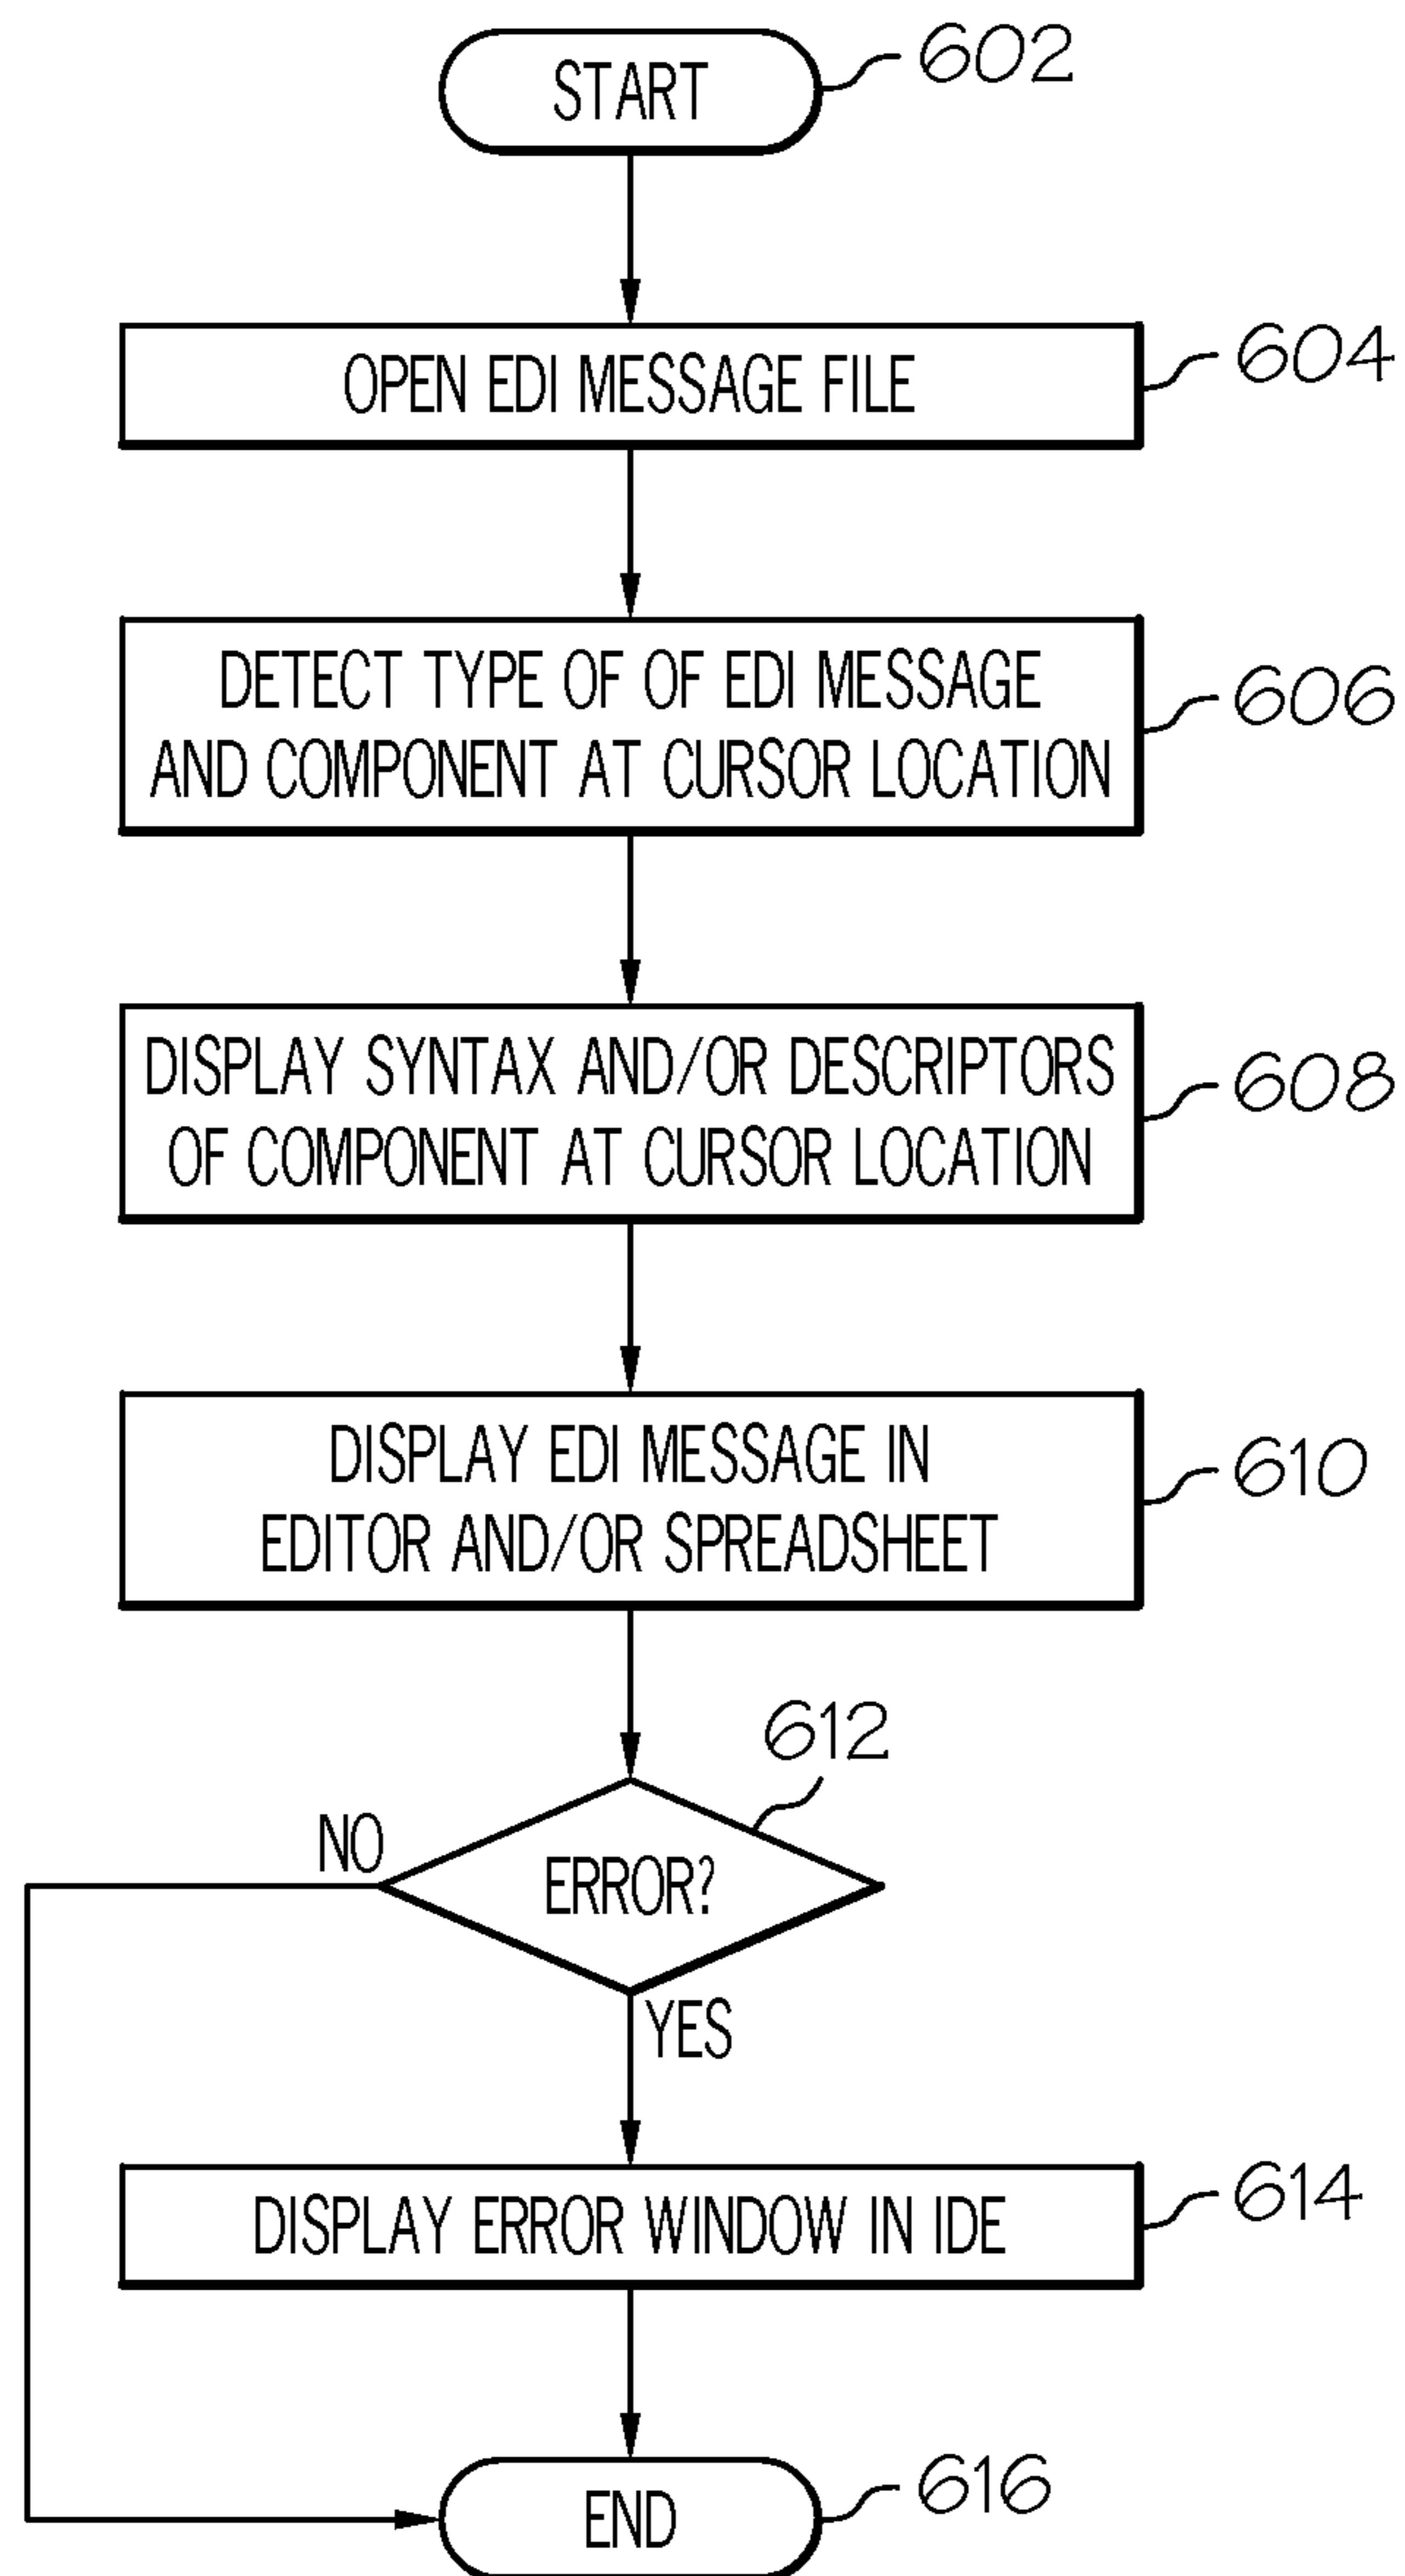 START
602
OPEN EDI MESSAGE FILE
604
DETECT TYPE OF OF EDI MESSAGE
AND COMPONENT AT CURSOR LOCATION
606
DISPLAY SYNTAX AND/OR DESCRIPTORS
OF COMPONENT AT CURSOR LOCATION
608
DISPLAY EDI MESSAGE IN
EDITOR AND/OR SPREADSHEET
610
612
NO
ERROR?
YES
DISPLAY ERROR WINDOW IN IDE
614
END
616